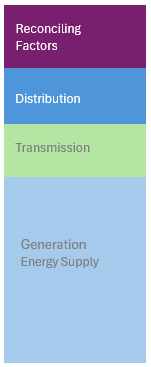 Reconciling
Factors
Distribution
Transmission
Generation
Energy Supply